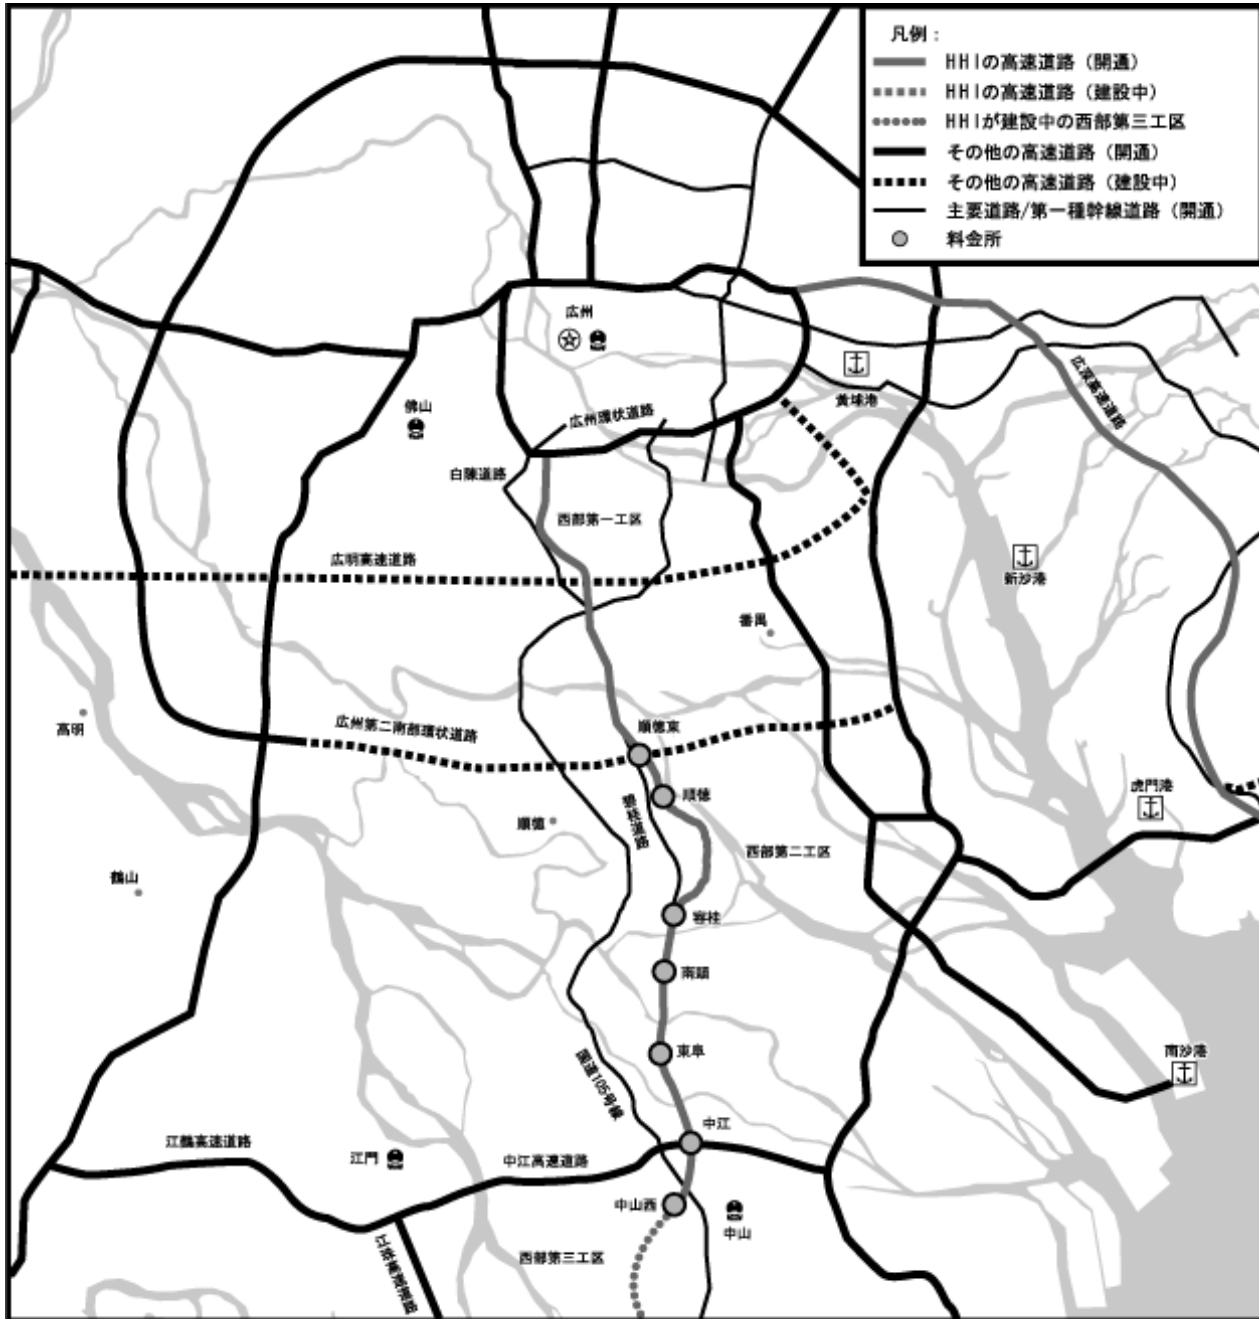 凡例：
HHIの高速道路（開通）
HHIの高速道路（建設中）
HHIが建設中の西部第三工区
その他の高速道路（開通）
その他の高速道路（建設中）
主要道路/第一種幹線道路（開通）
料金所
広州
黄埔港
広深高速道路
佛山
広州環状道路
白陳道路
西部第一工区
広明高速道路
新沙港
番禺
高明
広州第二南部環状道路
順徳東
順徳
碧桂道路
虎門港
順徳
西部第二工区
鶴山
容桂
南頭
東阜
南沙港
国道105号線
中江
江鶴高速道路
江門
中江高速道路
中山西
中山
西部第三工区